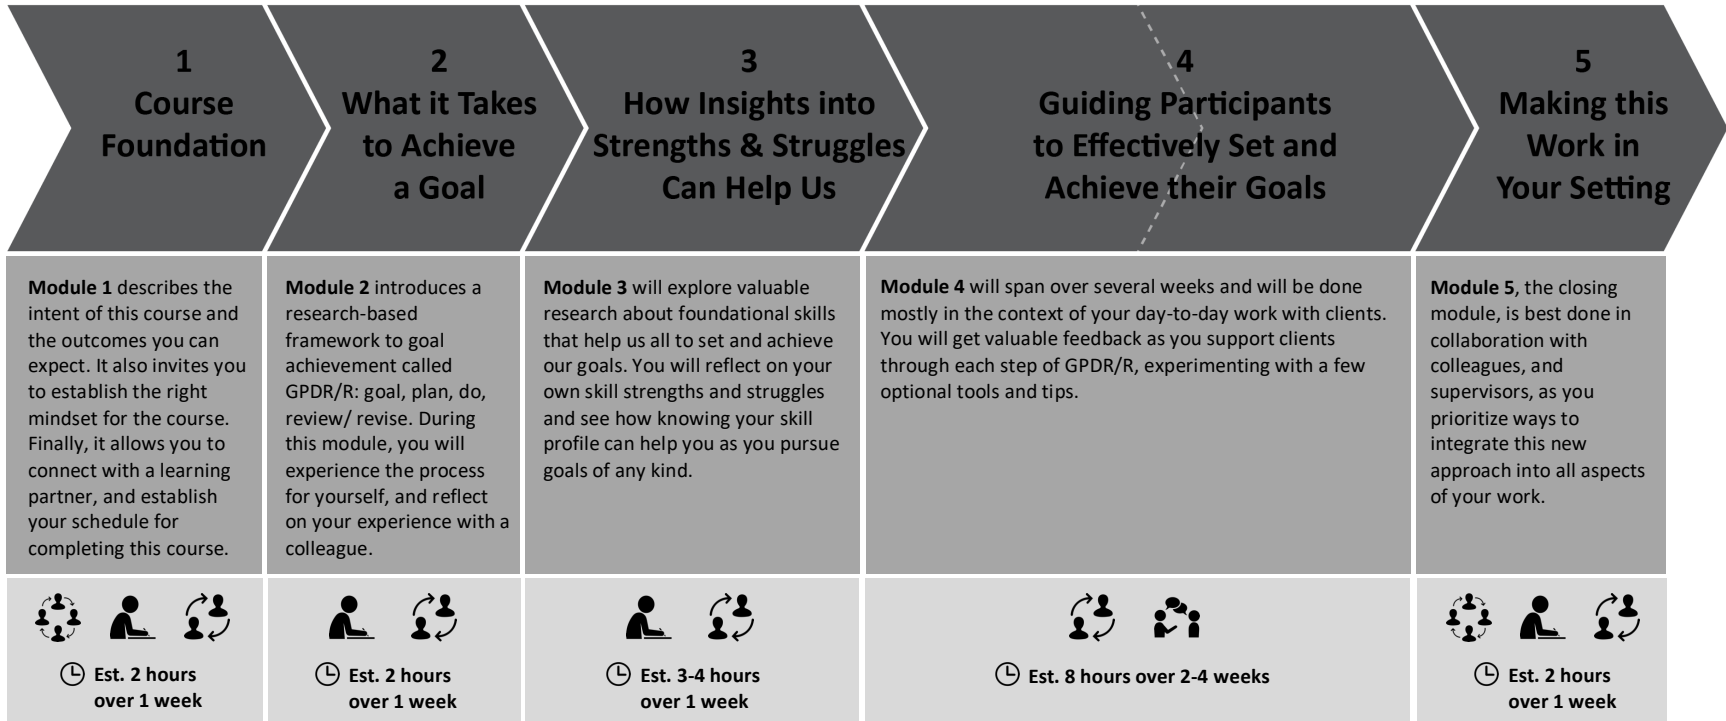 1
Course
Foundation
2
What it Takes
to Achieve
a Goal
3
How Insights into
Strengths & Struggles
Can Help Us
4
Guiding Participants
to Effectively Set and
Achieve their Goals
5
Making this
Work in
Your Setting
Module 1 describes the
intent of this course and
the outcomes you can
expect. It also invites you
to establish the right
mindset for the course.
Finally, it allows you to
connect with a learning
partner, and establish
your schedule for
completing this course.
Module 2 introduces a
research-based
framework to goal
achievement called
GPDR/R: goal, plan, do,
review/ revise. During
this module, you will
experience the process
for yourself, and reflect
on your experience with a
colleague.
Module 3 will explore valuable
research about foundational skills
that help us all to set and achieve
our goals. You will reflect on your
own skill strengths and struggles
and see how knowing your skill
profile can help you as you pursue
goals of any kind.
Module 4 will span over several weeks and will be done
mostly in the context of your day-to-day work with clients.
You will get valuable feedback as you support clients
through each step of GPDR/R, experimenting with a few
optional tools and tips.
Module 5, the closing
module, is best done in
collaboration with
colleagues, and
supervisors, as you
prioritize ways to
integrate this new
approach into all aspects
of your work.
Est. 2 hours
over 1 week
Est. 2 hours
over 1 week
Est. 3-4 hours
over 1 week
Est. 8 hours over 2-4 weeks
Est. 2 hours
over 1 week